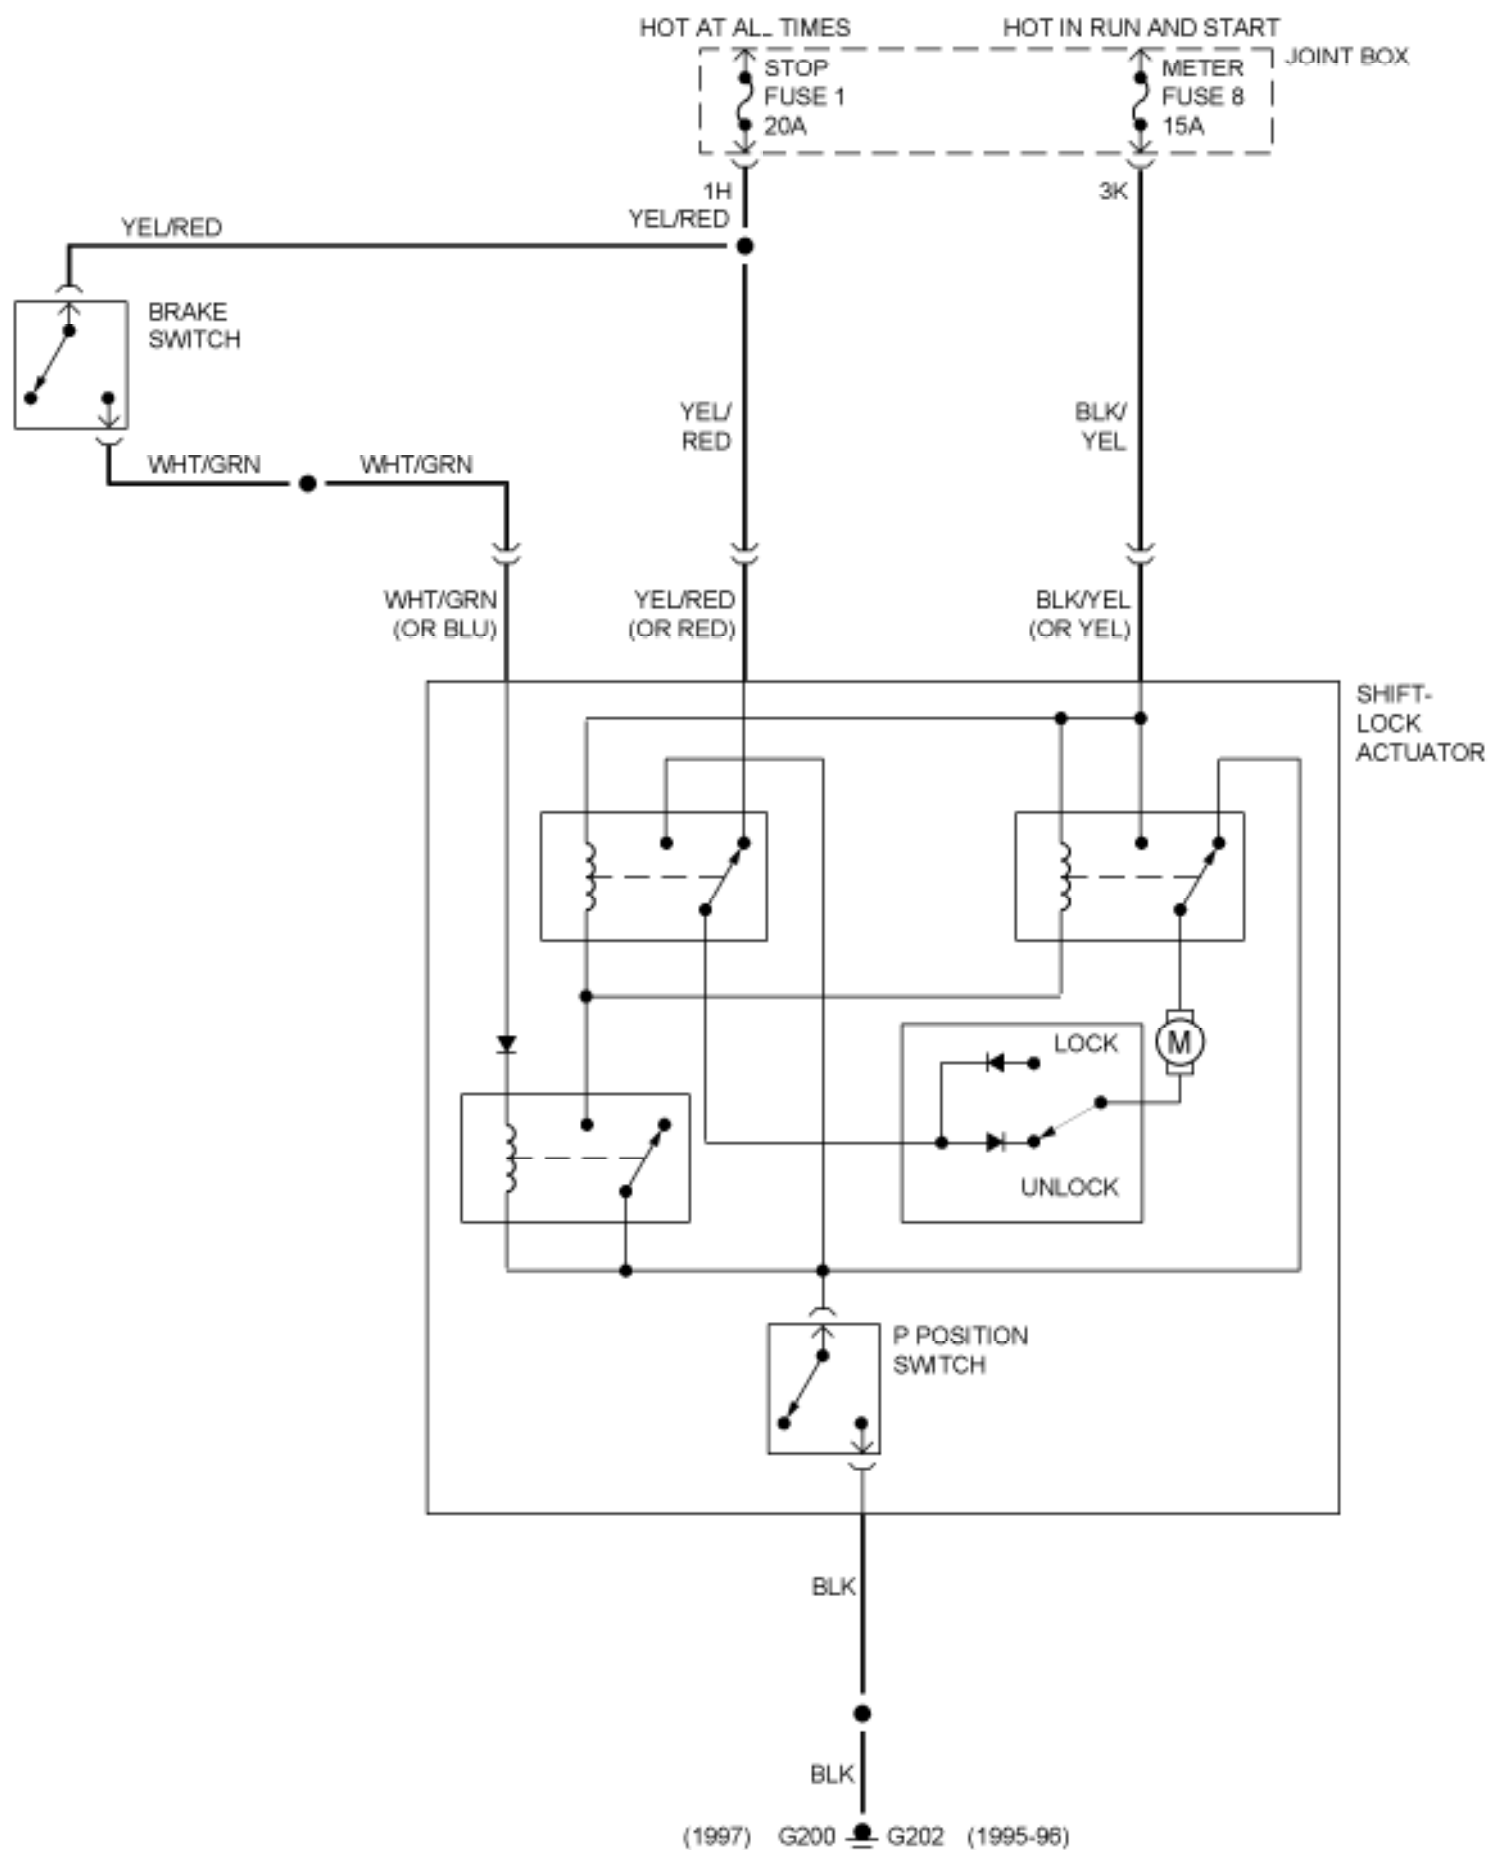 HOT AT ALL TIMES
HOT IN RUN AND START
JOINT BOX
STOP
FUSE 1
20A
METER
FUSE 8
15A
1H
YEL/RED
3K
YEL/RED
BRAKE
SWITCH
YEL/
RED
BLK/
YEL
WHT/GRN
WHT/GRN
WHT/GRN
(OR BLU)
YEL/RED
(OR RED)
BLK/YEL
(OR YEL)
SHIFT-
LOCK
ACTUATOR
LOCK
M
UNLOCK
P POSITION
SWITCH
BLK
BLK
(1997) G200 G202 (1995-96)